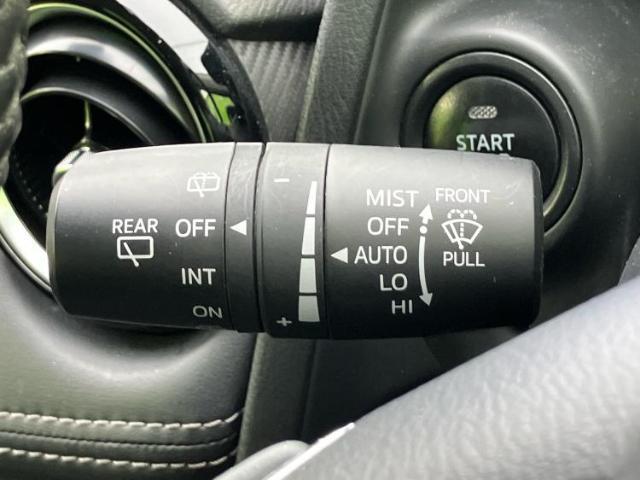 START
REAR
OFF
INT
ON
−
+
MIST
OFF
AUTO
LO
HI
FRONT
PULL